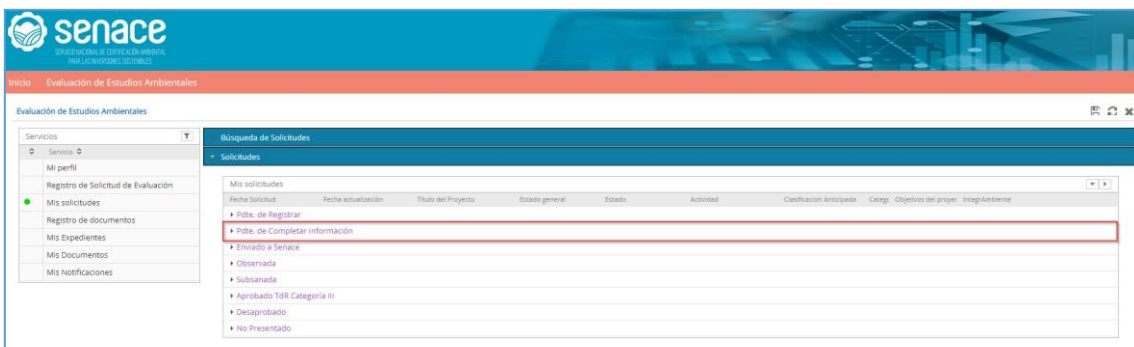 senace
SERVICIO NACIONAL DE CERTIFICACIÓN AMBIENTAL
PARA LAS INVERSIONES SOSTENIBLES
Inicio Evaluación de Estudios Ambientales
Evaluación de Estudios Ambientales
Servicios
Servicio
Mi perfil
Registro de Solicitud de Evaluación
Mis solicitudes
Registro de documentos
Mis Expedientes
Mis Documentos
Mis Notificaciones
Búsqueda de Solicitudes
Solicitudes
Mis solicitudes
Fecha Solicitud Fecha actualización Título del Proyecto Estado general Estado Actividad Clasificacion Anticipada Categ Objetivos del proyec IntegrAmbiente
Pdte. de Registrar
Pdte. de Completar Información
Enviado a Senace
Observada
Subsanada
Aprobado TdR Categoría III
Desaprobado
No Presentado